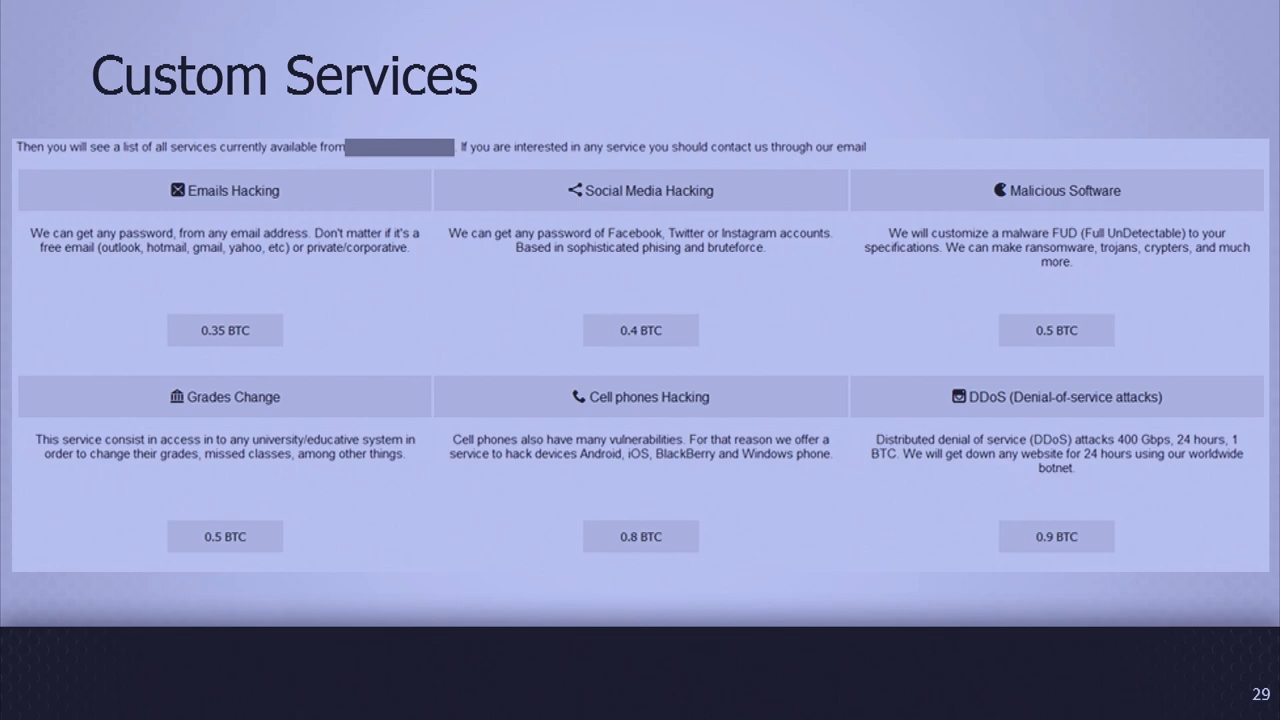 Custom Services
Then you will see a list of all services currently available from If you are interested in any service you should contact us through our email
Emails Hacking
We can get any password, from any email address. Don't matter if it's a
free email (outlook, hotmail, gmail, yahoo, etc) or private/corporative.
0.35 BTC
Social Media Hacking
We can get any password of Facebook, Twitter or Instagram accounts.
Based in sophisticated phising and bruteforce.
0.4 BTC
Malicious Software
We will customize a malware FUD (Full UnDetectable) to your
specifications. We can make ransomware, trojans, crypters, and much
more.
0.5 BTC
Grades Change
This service consist in access in to any university/educative system in
order to change their grades, missed classes, among other things.
0.5 BTC
Cell phones Hacking
Cell phones also have many vulnerabilities. For that reason we offer a
service to hack devices Android, iOS, BlackBerry and Windows phone.
0.8 BTC
DDoS (Denial-of-service attacks)
Distributed denial of service (DDoS) attacks 400 Gbps, 24 hours, 1
BTC. We will get down any website for 24 hours using our worldwide
botnet.
0.9 BTC
29